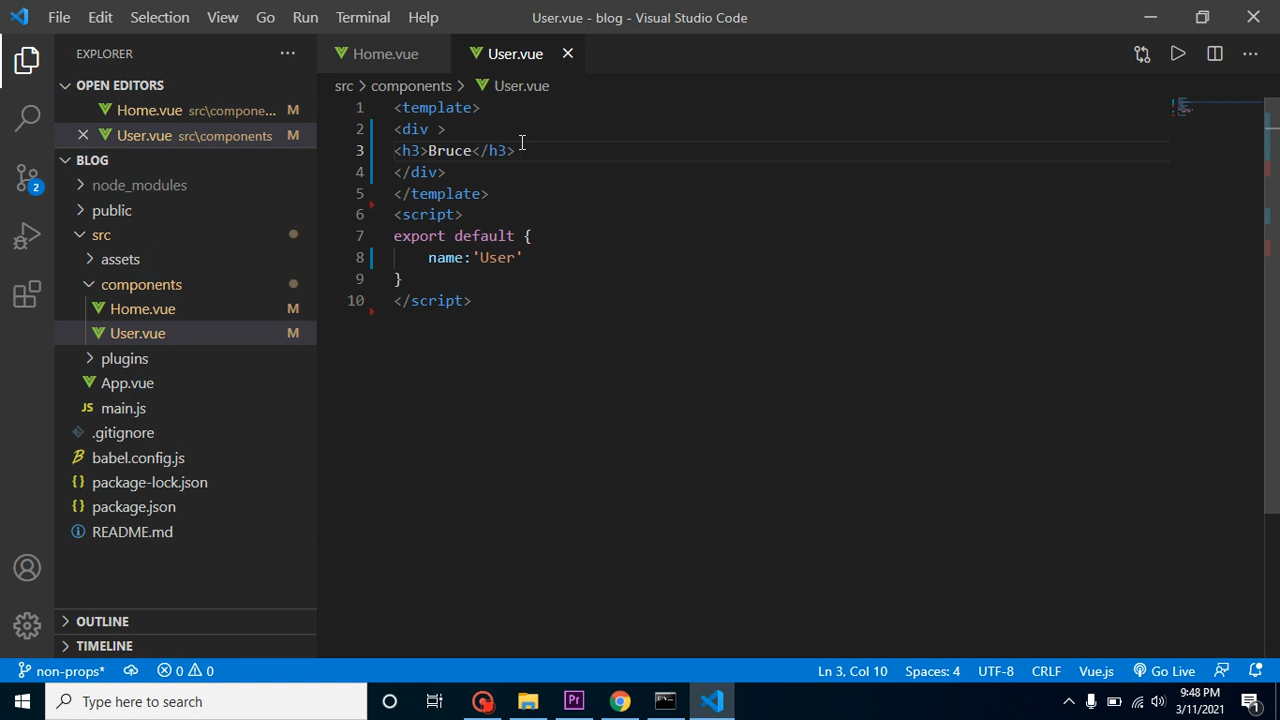 File Edit Selection View Go Run Terminal Help
User.vue - blog - Visual Studio Code
EXPLORER
OPEN EDITORS
Home.vue src\compone... M
User.vue src\components M
BLOG
node_modules
public
src
assets
components
Home.vue M
User.vue M
plugins
App.vue
JS main.js
.gitignore
babel.config.js
{} package-lock.json
{} package.json
README.md
OUTLINE
TIMELINE
2
Home.vue
User.vue
src > components > User.vue
1 <template>
2 <div >
3 <h3>Bruce</h3>
4 </div>
5 </template>
6 <script>
7 export default {
8 name:'User'
9 }
10 </script>
non-props* 0 0 Ln 3, Col 10 Spaces: 4 UTF-8 CRLF Vue.js Go Live
Type here to search
Pr
9:48 PM
3/11/2021
1